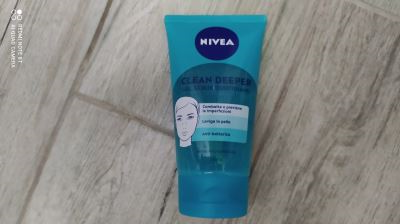 NIVEA
CLEAN DEEPER
Combatte e previene
le imperfezioni
Leviga la pelle
ANTI-BATTERICO
REDMI NOTE 8T
AI QUAD CAMERA